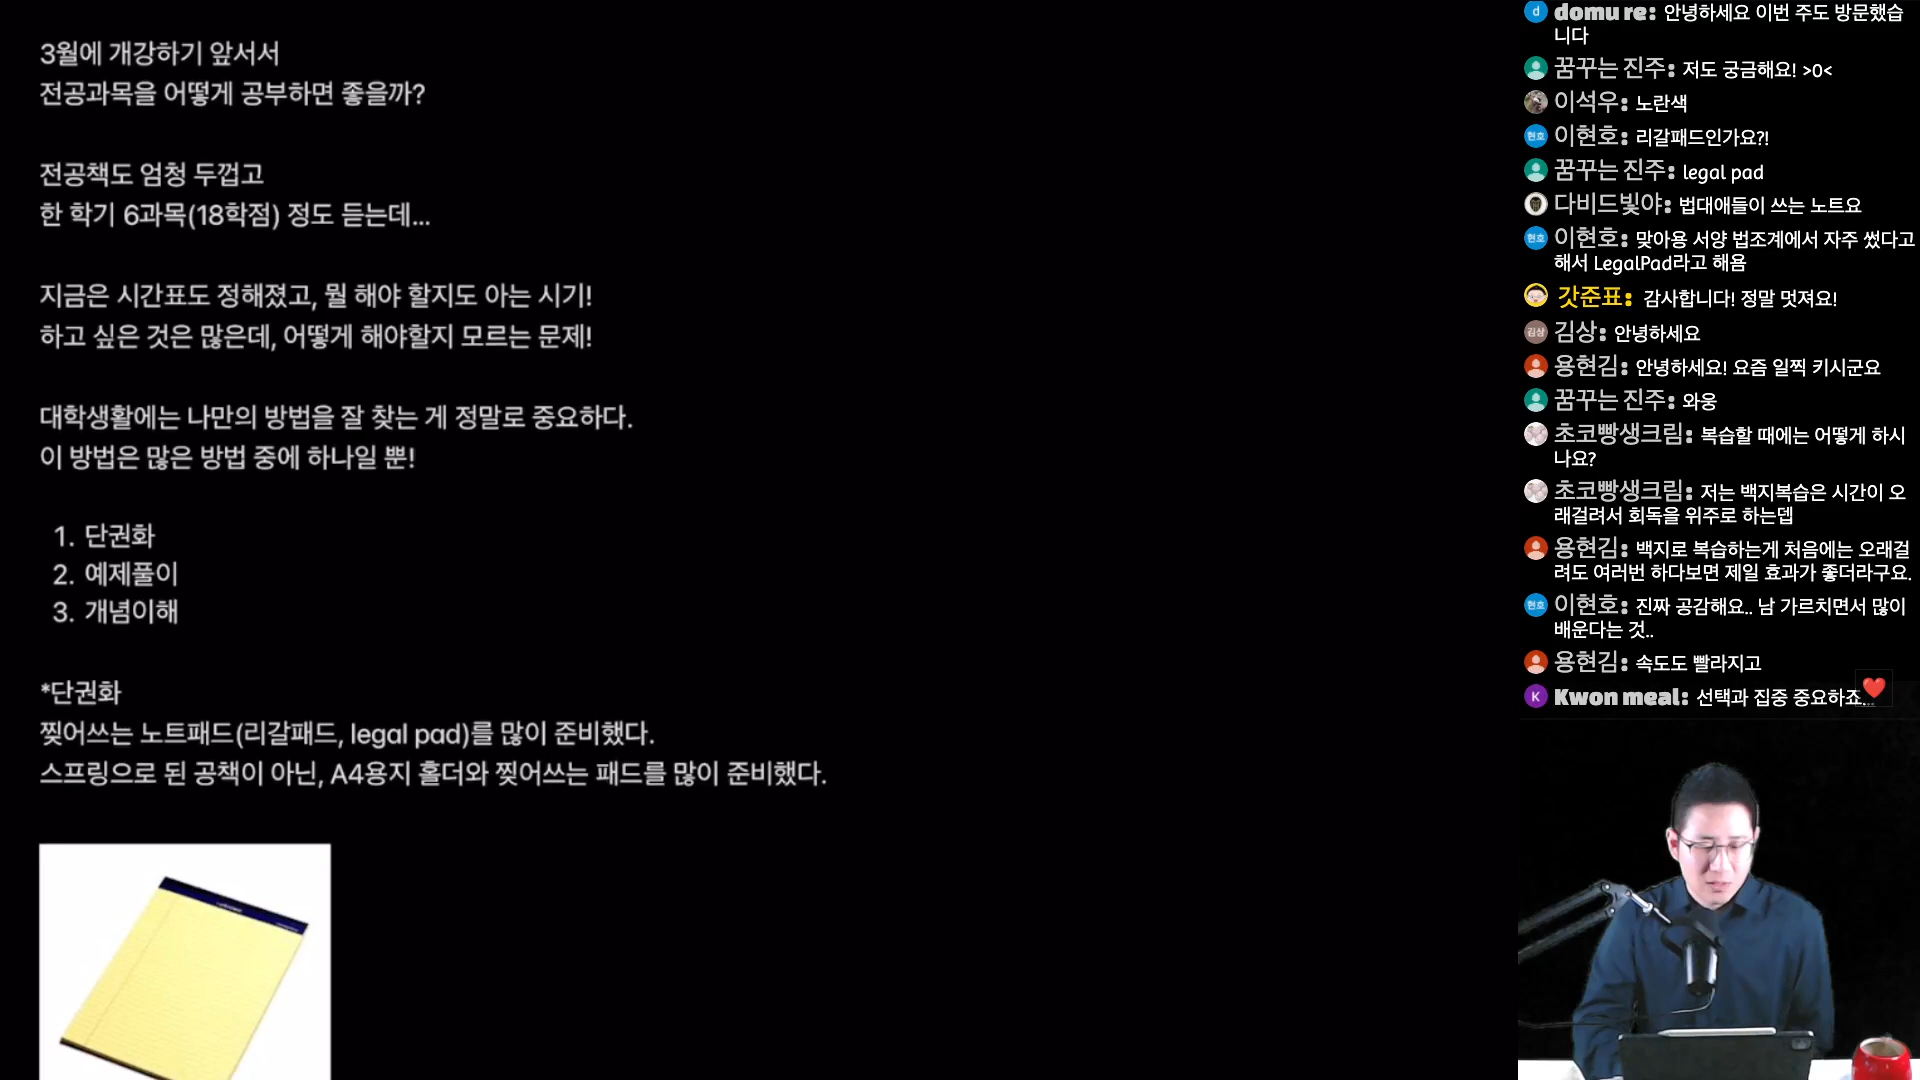 3월에 개강하기 앞서서
전공과목을 어떻게 공부하면 좋을까?
전공책도 엄청 두껍고
한 학기 6과목(18학점) 정도 듣는데...
지금은 시간표도 정해졌고, 뭘 해야 할지도 아는 시기!
하고 싶은 것은 많은데, 어떻게 해야할지 모르는 문제!
대학생활에는 나만의 방법을 잘 찾는 게 정말로 중요하다.
이 방법은 많은 방법 중에 하나일 뿐!
1. 단권화
2. 예제풀이
3. 개념이해
*단권화
찢어쓰는 노트패드(리갈패드, legal pad)를 많이 준비했다.
스프링으로 된 공책이 아닌, A4용지 홀더와 찢어쓰는 패드를 많이 준비했다.
d domu re: 안녕하세요 이번 주도 방문했습
니다
꿈꾸는 진주: 저도 궁금해요! >0<
이석우: 노란색
현호 이현호: 리갈패드인가요?!
꿈꾸는 진주: legal pad
다비드빛야: 법대애들이 쓰는 노트요
현호 이현호: 맞아용 서양 법조계에서 자주 썼다고
해서 LegalPad라고 해욤
갓준표: 감사합니다! 정말 멋져요!
김상 김상: 안녕하세요
용현김: 안녕하세요! 요즘 일찍 키시군요
꿈꾸는 진주: 와웅
초코빵생크림: 복습할 때에는 어떻게 하시
나요?
초코빵생크림: 저는 백지복습은 시간이 오
래걸려서 회독을 위주로 하는뎁
용현김: 백지로 복습하는게 처음에는 오래걸
려도 여러번 하다보면 제일 효과가 좋더라구요.
현호 이현호: 진짜 공감해요.. 남 가르치면서 많이
배운다는 것..
용현김: 속도도 빨라지고
K Kwon meal: 선택과 집중 중요하죠...